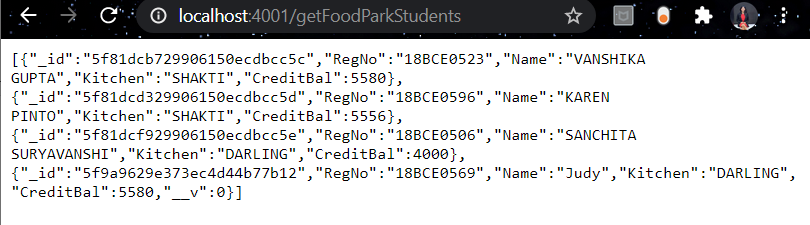 localhost:4001/getFoodParkStudents
[{"_id":"5f81dcb729906150ecdbcc5c","RegNo":"18BCE0523","Name":"VANSHIKA
GUPTA","Kitchen":"SHAKTI","CreditBal":5580},
{"_id":"5f81dcd329906150ecdbcc5d","RegNo":"18BCE0596","Name":"KAREN
PINTO","Kitchen":"SHAKTI","CreditBal":5556},
{"_id":"5f81dcf929906150ecdbcc5e","RegNo":"18BCE0506","Name":"SANCHITA
SURYAVANSHI","Kitchen":"DARLING","CreditBal":4000},
{"_id":"5f9a9629e373ec4d44b77b12","RegNo":"18BCE0569","Name":"Judy","Kitchen":"DARLING",
"CreditBal":5580,"__v":0}]